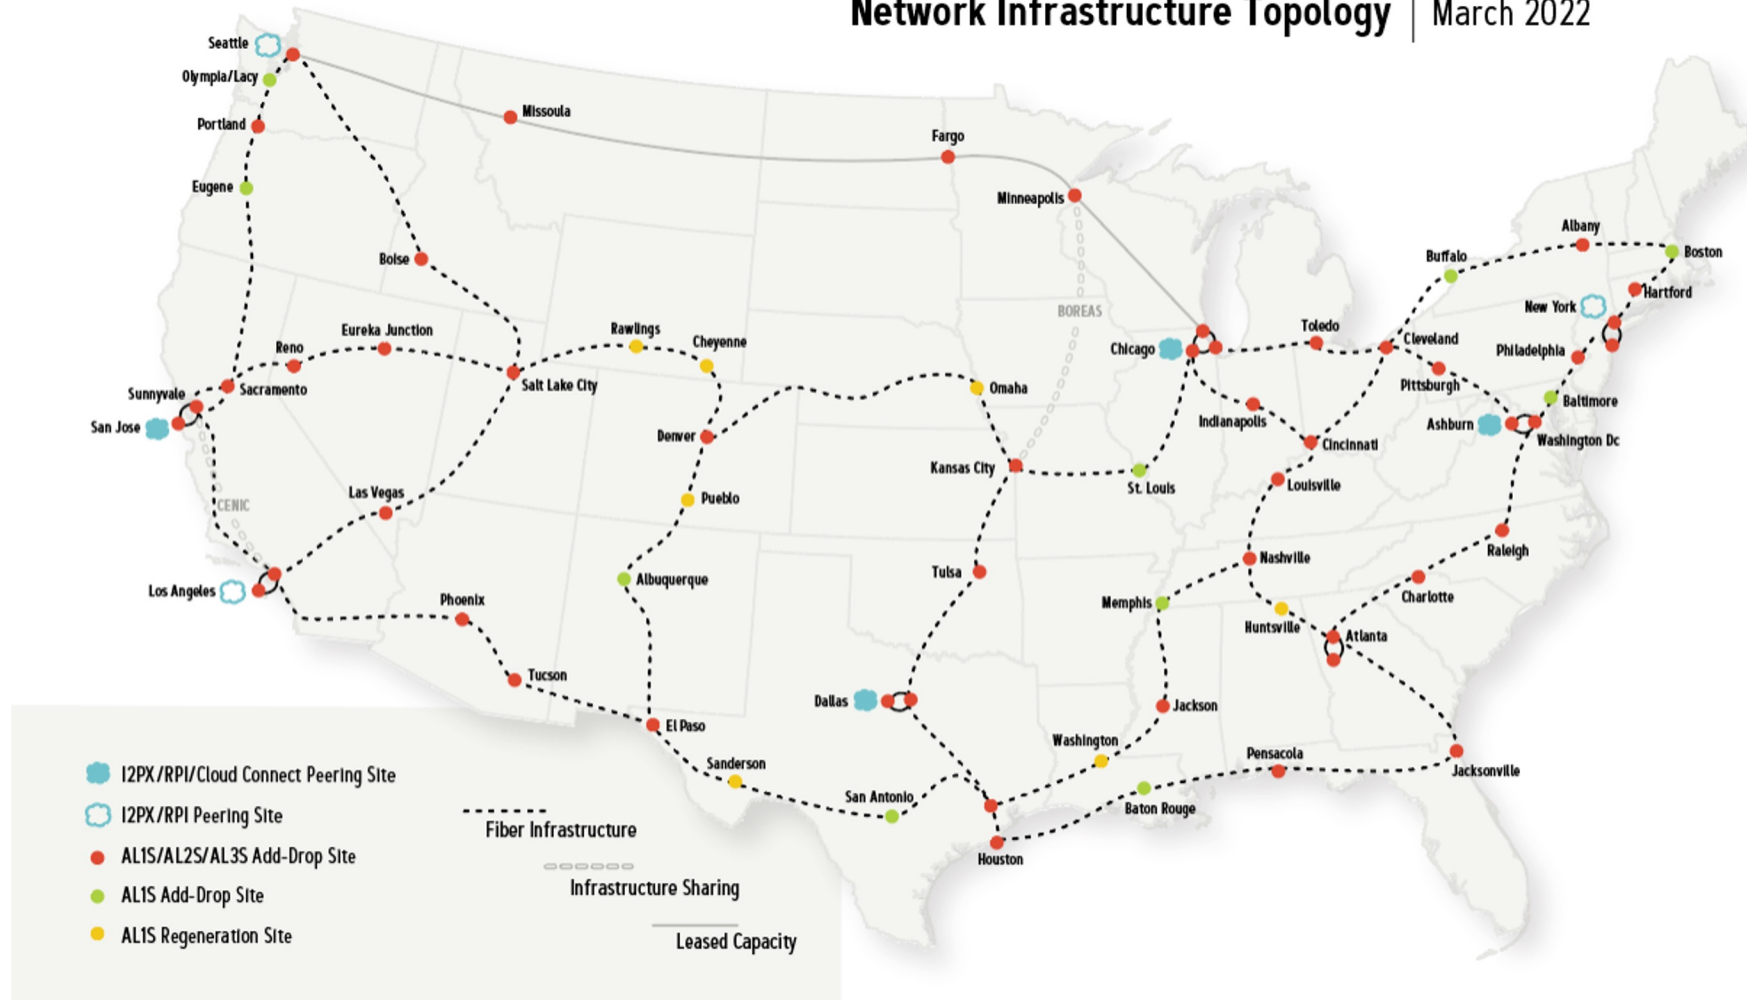 Network Infrastructure Topology | March 2022
Seattle
Olympia/Lacy
Portland
Eugene
Missoula
Fargo
Minneapolis
Boise
BOREAS
Albany
Buffalo
Boston
Hartford
New York
Philadelphia
Rawlings
Cheyenne
Eureka Junction
Reno
Sacramento
Salt Lake City
Sunnyvale
San Jose
Chicago
Toledo
Cleveland
Pittsburgh
Baltimore
Ashburn
Washington Dc
Omaha
Indianapolis
Cincinnati
Denver
Kansas City
St. Louis
Louisville
Pueblo
Las Vegas
CENIC
Raleigh
Nashville
Tulsa
Albuquerque
Los Angeles
Phoenix
Memphis
Charlotte
Huntsville
Atlanta
Tucson
El Paso
Dallas
Jackson
Washington
Pensacola
Jacksonville
Sanderson
San Antonio
Baton Rouge
Houston
I2PX/RPI/Cloud Connect Peering Site
I2PX/RPI Peering Site
AL1S/AL2S/AL3S Add-Drop Site
AL1S Add-Drop Site
AL1S Regeneration Site
Fiber Infrastructure
Infrastructure Sharing
Leased Capacity